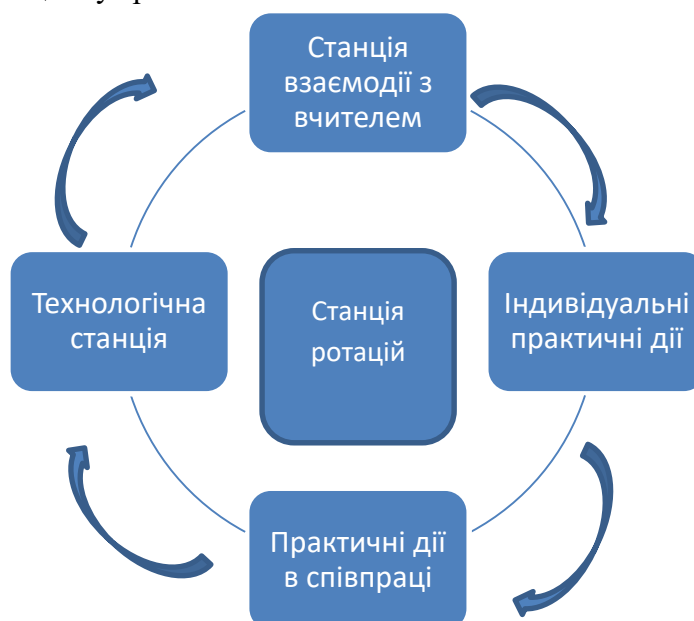 Станція
взаємодії з
вчителем
Технологічна
станція
Станція
ротацій
Індивідуальні
практичні дії
Практичні дії
в співпраці